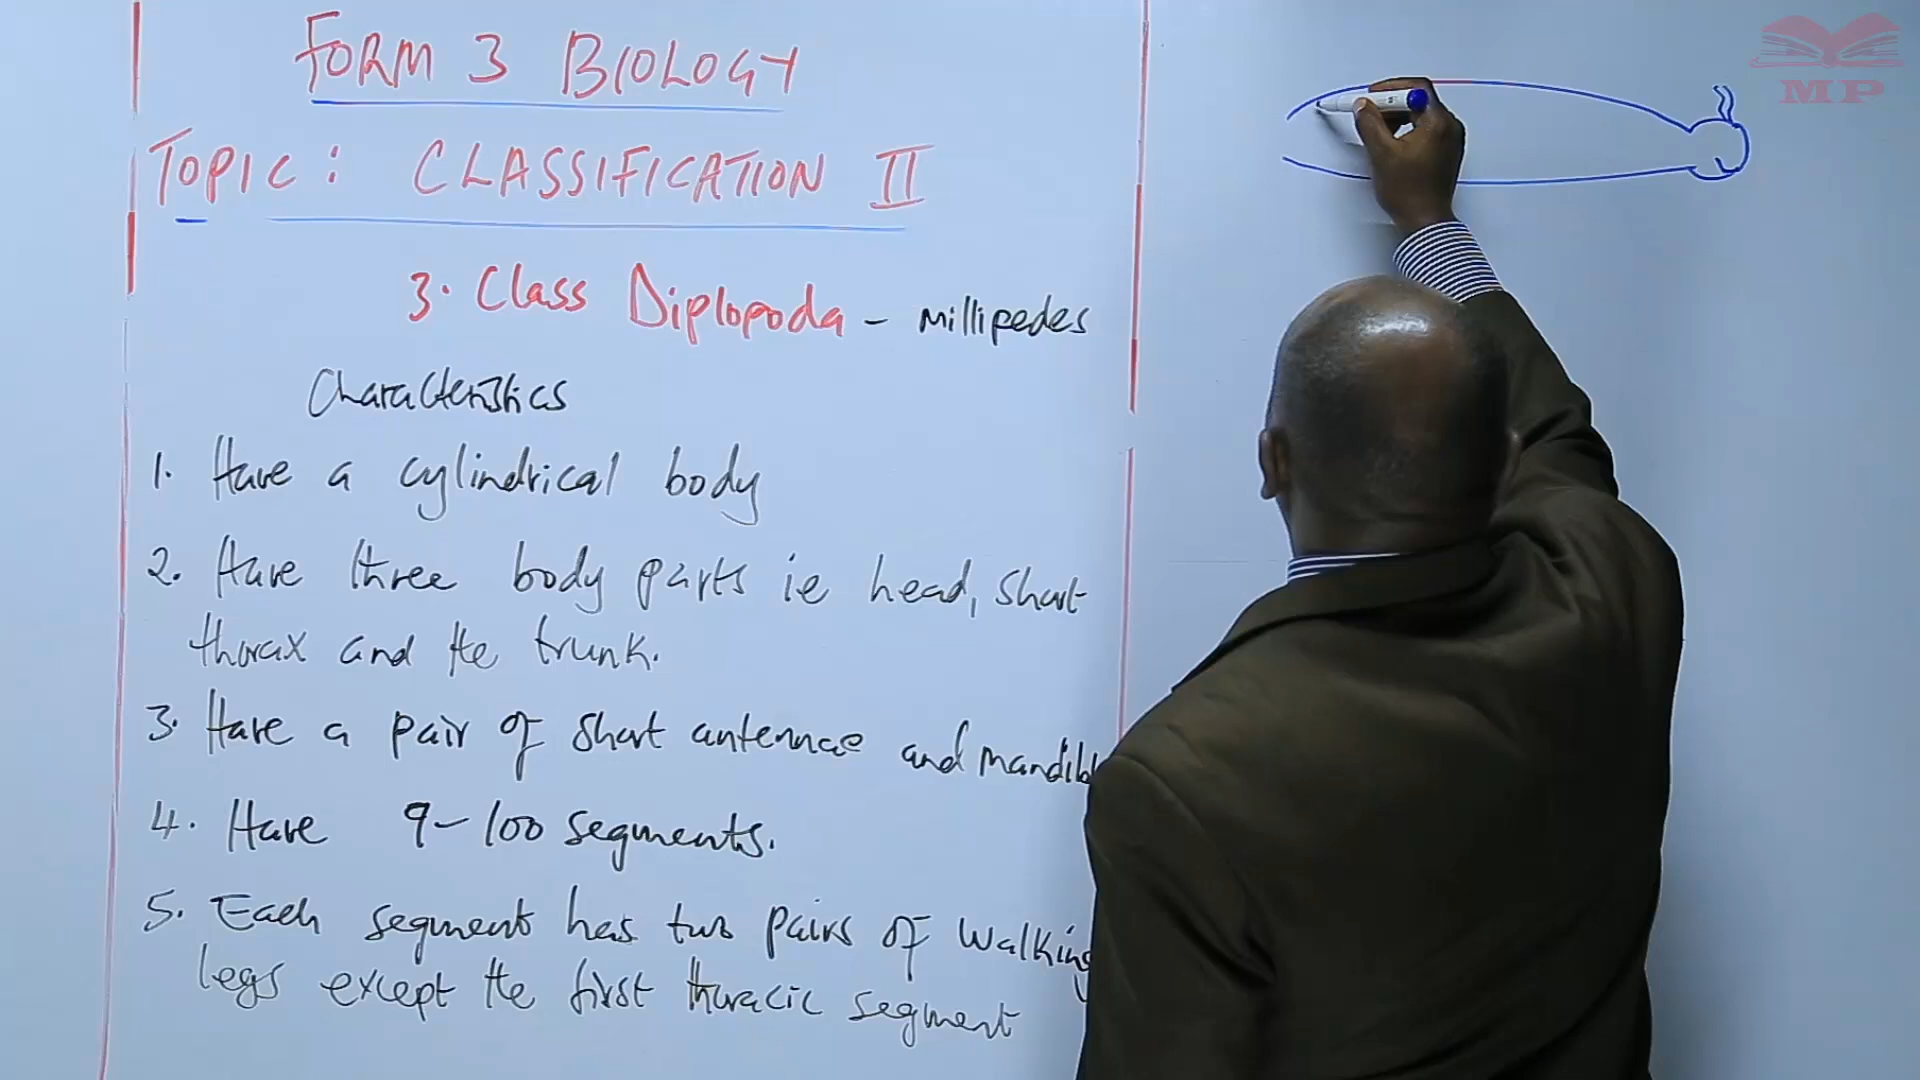 FORM 3 BIOLOGY
TOPIC: CLASSIFICATION II
3. Class Diplopoda - Millipedes
Characteristics
1. Have a cylindrical body
2. Have three body parts ie head, short
thorax and the trunk.
3. Have a pair of short antennae and mandibl
4. Have 9-100 segments.
5. Each segment has two pairs of walking
legs except the first thoracic segment
MP